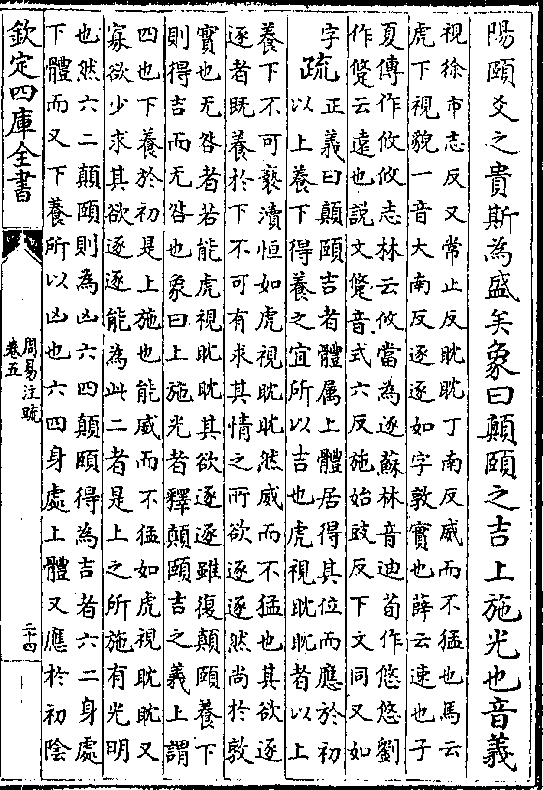 陽頤爻之貴斯為盛矣象曰顛頤之吉上施光也音義
視徐市志反又常止反眈眈丁南反威而不猛也馬云
虎下視貌一音大南反逐逐如字敦實也薛云速也子
夏傳作攸攸志林云攸當為逐蘇林音迪荀作悠悠劉
作跾云遠也説文跾音式六反施始豉反下文同又如
字疏正義曰顛頤吉者體属上體居得其位而應於初
以上養下得養之宜所以吉也虎視眈眈者以上
養下不可褻瀆恒如虎視眈眈然威而不猛也其欲逐
逐者既養於下不可有求其情之所欲逐逐然尚於敦
實也无咎者若能虎視眈眈其欲逐逐雖復顛頤養下
則得吉而无咎也象曰上施光者釋顛頤吉之義上謂
四也下養於初是上施也能威而不猛如虎視眈眈又
寡欲少求其欲逐逐能為此二者是上之所施有光明
也然六二顛頤則為凶六四顛頤得為吉者六二身處
下體而又下養所以凶也六四身處上體又應於初陰
欽定四庫全書
周易注疏
卷五
二十四